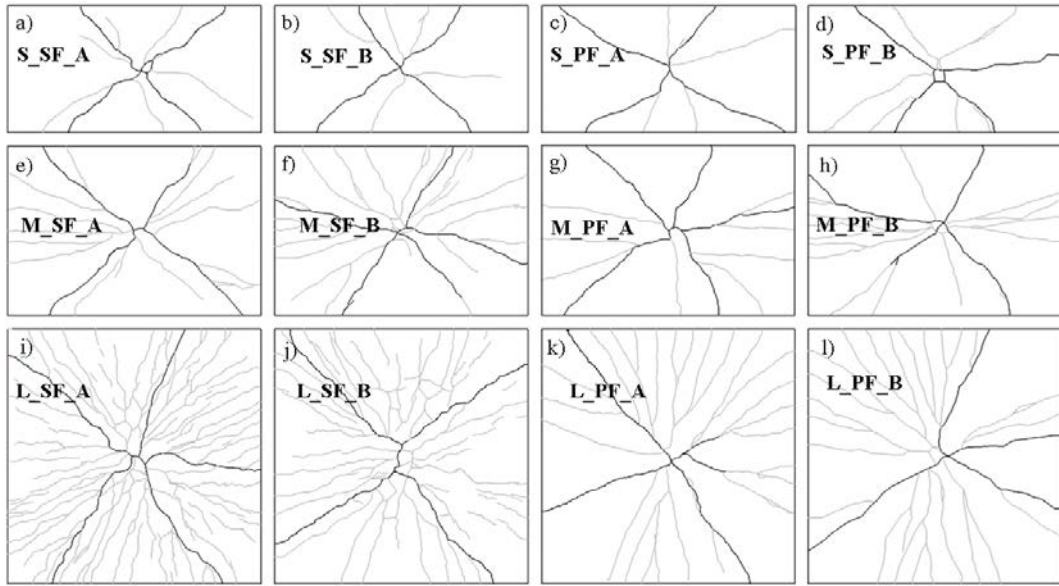 a)
S_SF_A
b)
S_SF_B
c)
S_PF_A
d)
S_PF_B
e)
M_SF_A
f)
M_SF_B
g)
M_PF_A
h)
M_PF_B
i)
L_SF_A
j)
L_SF_B
k)
L_PF_A
l)
L_PF_B